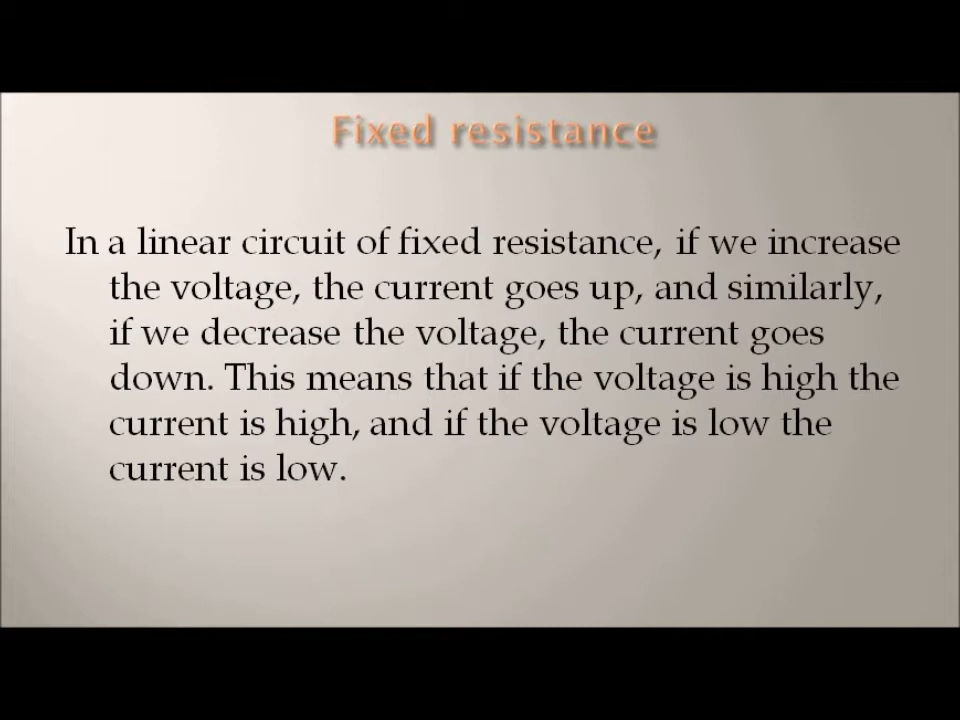 Fixed resistance
In a linear circuit of fixed resistance, if we increase
the voltage, the current goes up, and similarly,
if we decrease the voltage, the current goes
down. This means that if the voltage is high the
current is high, and if the voltage is low the
current is low.